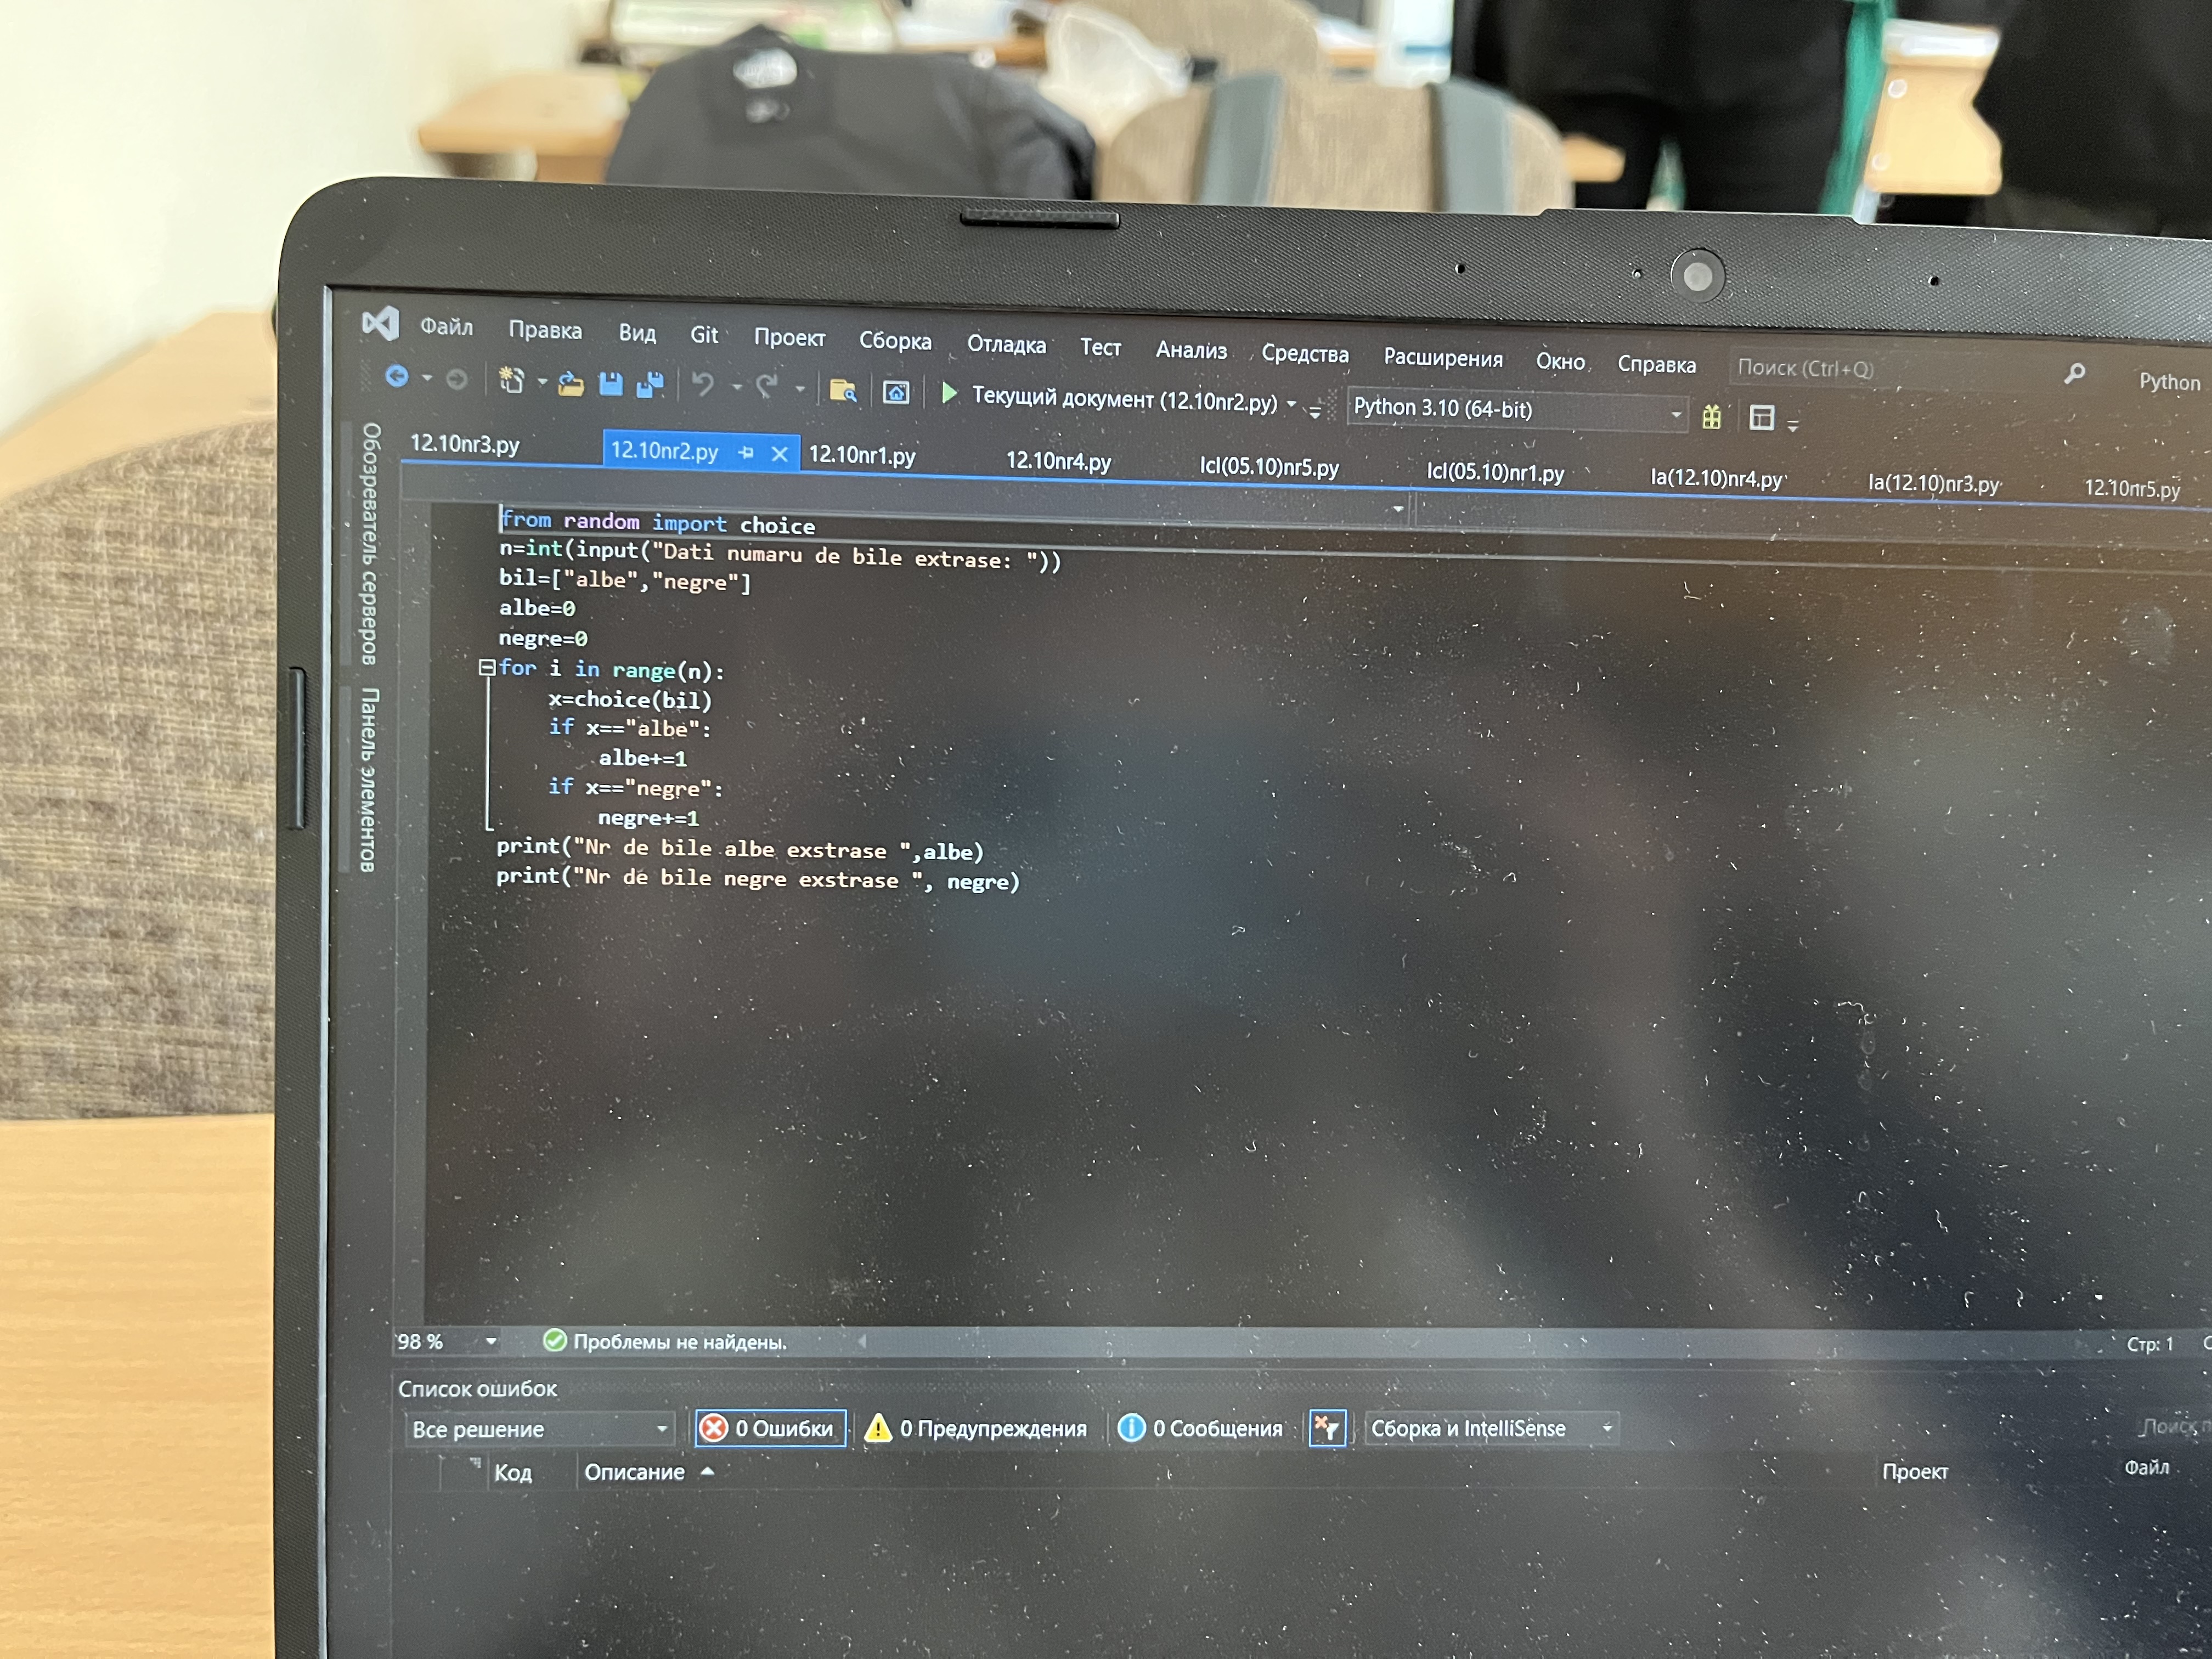 Файл Правка Вид Git Проект Сборка Отладка Тест Анализ Средства Расширения Окно Справка Поиск (Ctrl+Q) Python
Текущий документ (12.10nr2.py) Python 3.10 (64-bit)
12.10nr3.py 12.10nr2.py 12.10nr1.py 12.10nr4.py lcl(05.10)nr5.py lcl(05.10)nr1.py la(12.10)nr4.py la(12.10)nr3.py 12.10nr5.py
Обозреватель серверов
Панель элементов
from random import choice
n=int(input("Dati numaru de bile extrase: "))
bil=["albe","negre"]
albe=0
negre=0
for i in range(n):
x=choice(bil)
if x=="albe":
albe+=1
if x=="negre":
negre+=1
print("Nr de bile albe exstrase ",albe)
print("Nr de bile negre exstrase ", negre)
98 % Проблемы не найдены. Стр: 1
Список ошибок
Все решение 0 Ошибки 0 Предупреждения 0 Сообщения Сборка и IntelliSense
Код Описание Проект Файл